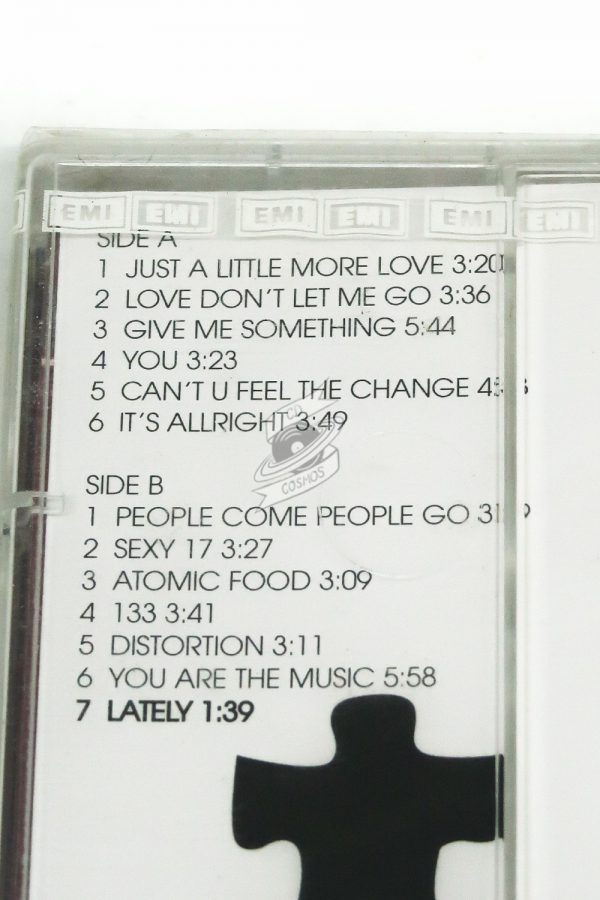 EMI EMI EMI EMI EMI EMI
SIDE A
1 JUST A LITTLE MORE LOVE 3:20
2 LOVE DON'T LET ME GO 3:36
3 GIVE ME SOMETHING 5:44
4 YOU 3:23
5 CAN'T U FEEL THE CHANGE
6 IT'S ALLRIGHT 3:49
CD
COSMOS
SIDE B
1 PEOPLE COME PEOPLE GO
2 SEXY 17 3:27
3 ATOMIC FOOD 3:09
4 133 3:41
5 DISTORTION 3:11
6 YOU ARE THE MUSIC 5:58
7 LATELY 1:39